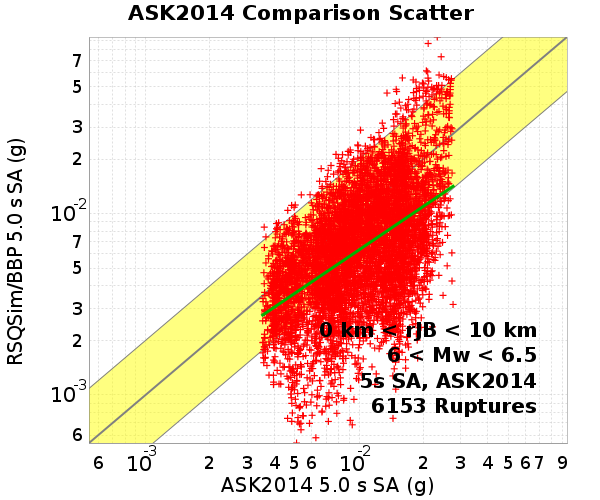 ASK2014 Comparison Scatter
RSQSim/BBP 5.0 s SA (g)
7
5
3
2
10-2
7
5
3
2
10-3
6
0 km < rJB < 10 km
6 < Mw < 6.5
5s SA, ASK2014
6153 Ruptures
6 10-3 2 3 4 5 6 10-2 2 3 4 5 6 7 9
ASK2014 5.0 s SA (g)